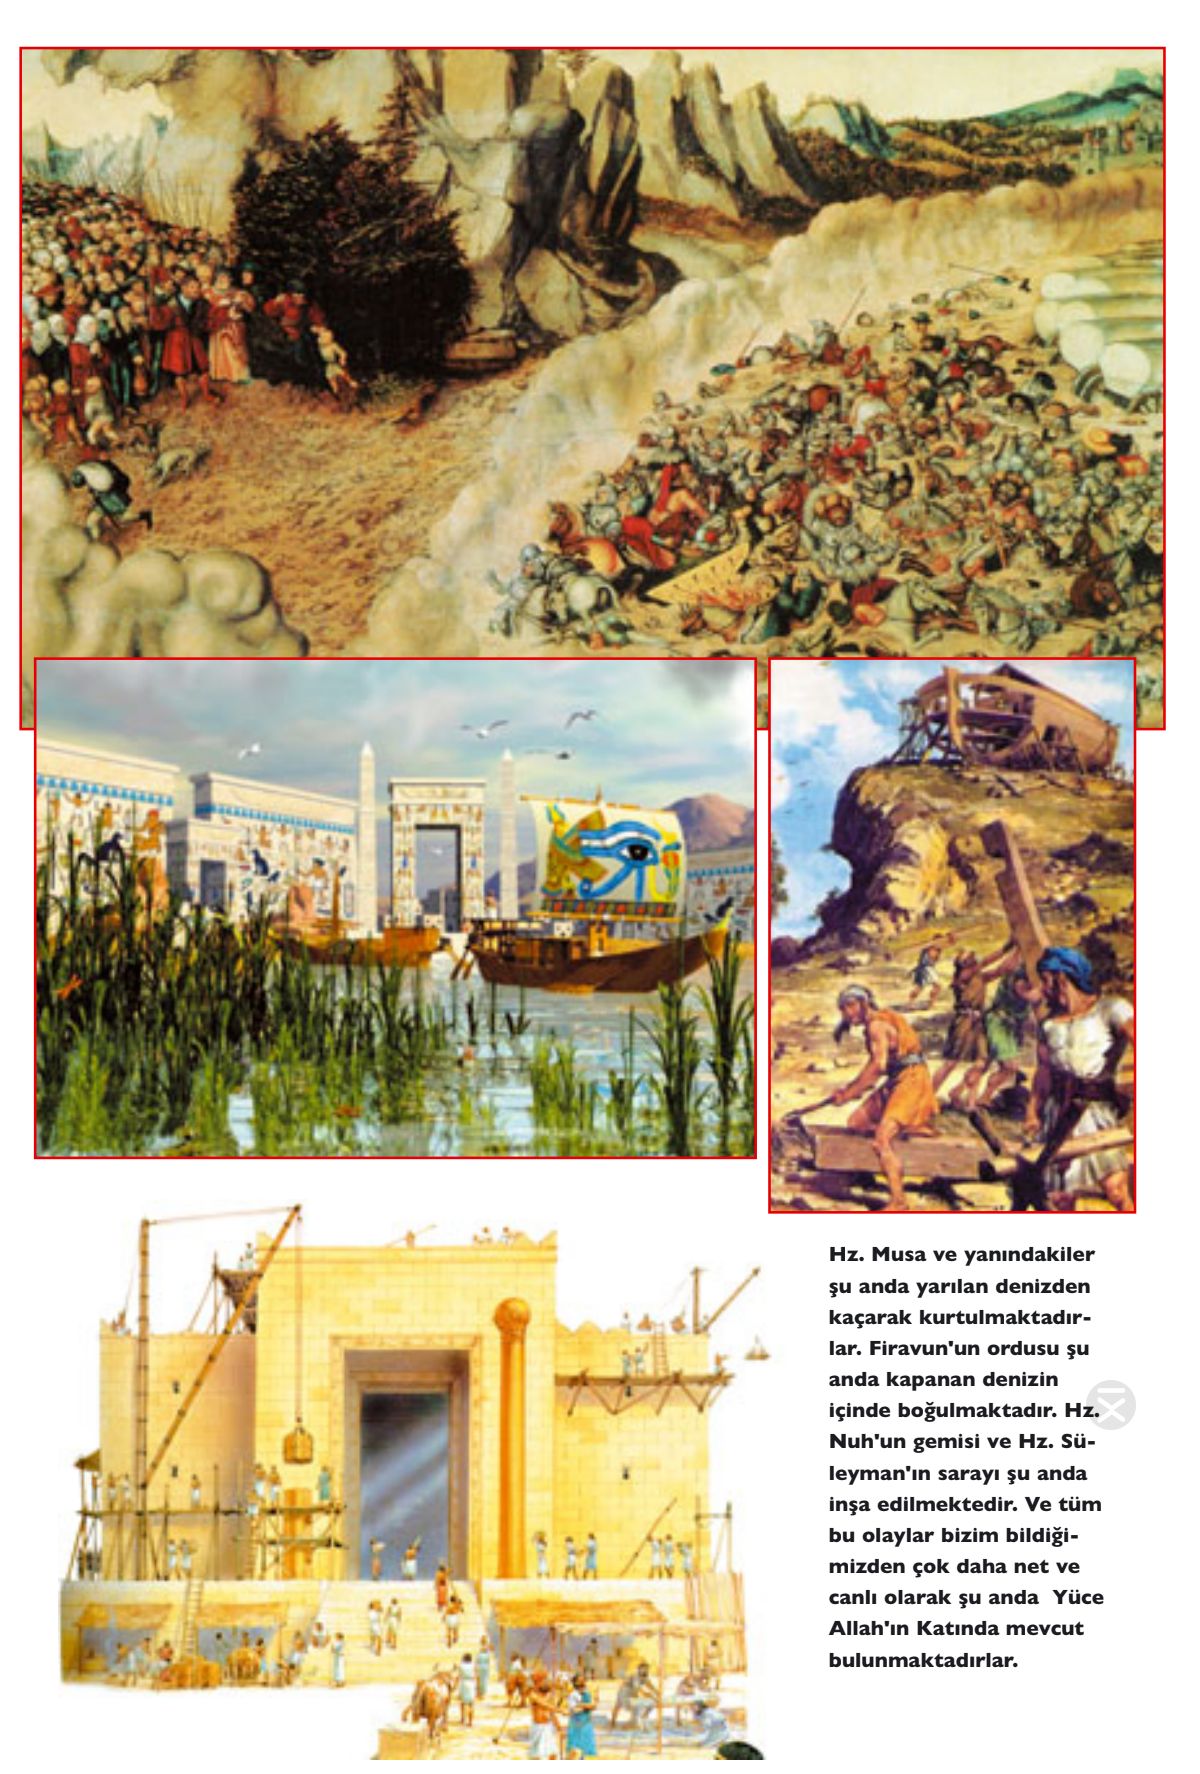 Hz. Musa ve yanındakiler
şu anda yarılan denizden
kaçarak kurtulmaktadır-
lar. Firavun'un ordusu şu
anda kapanan denizin
içinde boğulmaktadır. Hz.
Nuh'un gemisi ve Hz. Sü-
leyman'ın sarayı şu anda
inşa edilmektedir. Ve tüm
bu olaylar bizim bildiği-
mizden çok daha net ve
canlı olarak şu anda  Yüce
Allah'ın Katında mevcut
bulunmaktadırlar.